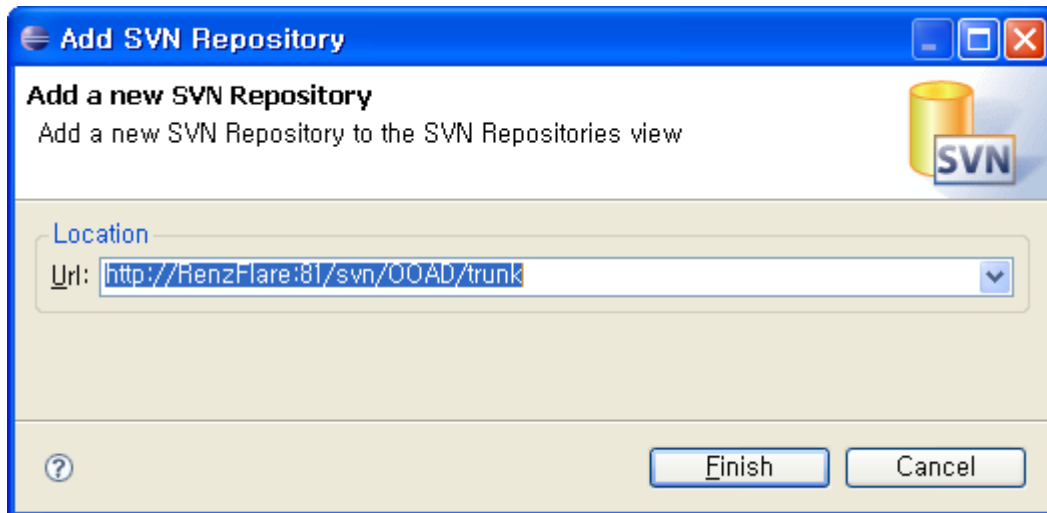 Add SVN Repository
Add a new SVN Repository
Add a new SVN Repository to the SVN Repositories view
SVN
Location
Url: http://RenzFlare:81/svn/OOAD/trunk
?
Finish Cancel